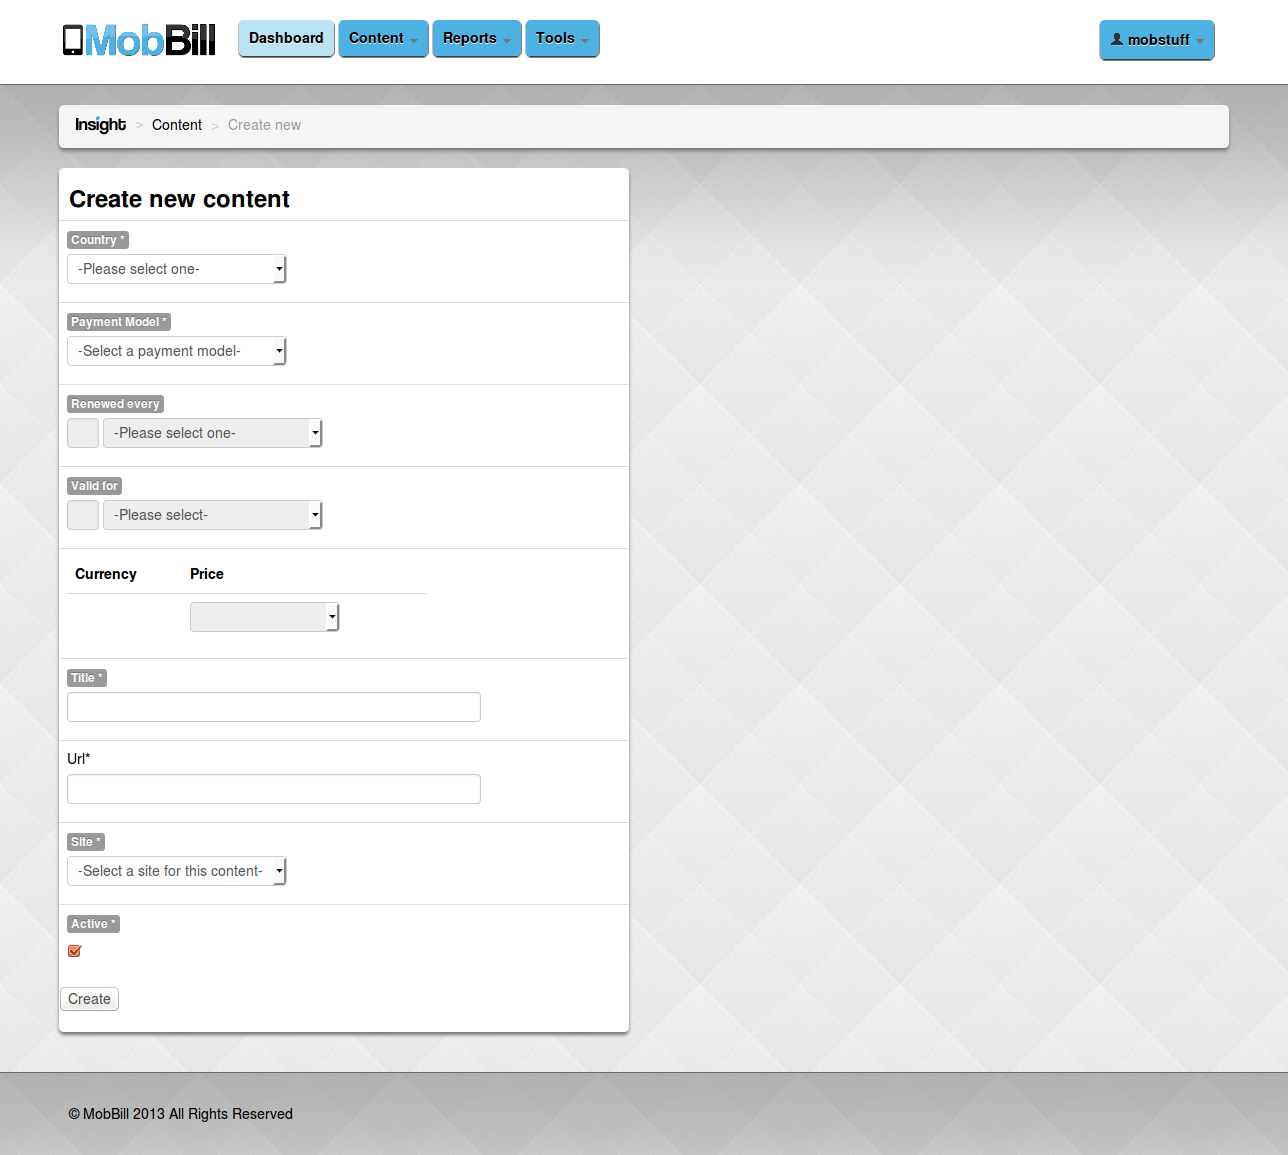 MobBill Dashboard Content Reports Tools mobstuff
Insight > Content > Create new
Create new content
Country *
-Please select one-
Payment Model *
-Select a payment model-
Renewed every
-Please select one-
Valid for
-Please select-
Currency Price
Title *
Url*
Site *
-Select a site for this content-
Active *
Create
© MobBill 2013 All Rights Reserved